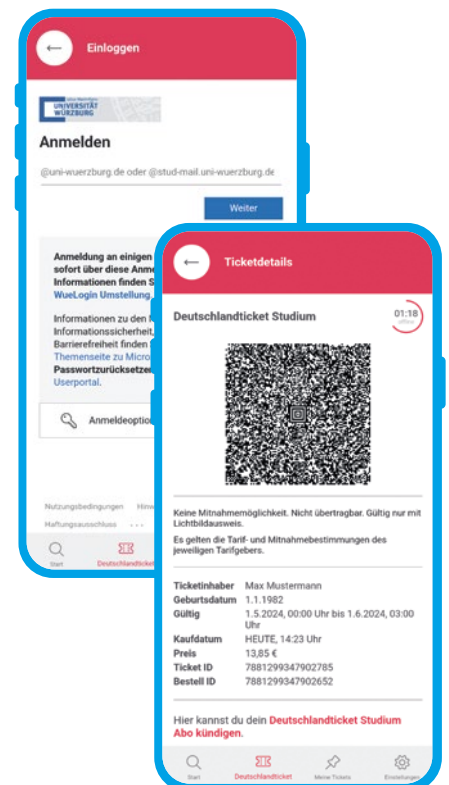 Einloggen
UNIVERSITÄT
WÜRZBURG
Anmelden
@uni-wuerzburg.de oder @stud-mail.uni-wuerzburg.de
Weiter
Anmeldung an einigen
sofort über diese Anme
Informationen finden S
WueLogin Umstellung
Informationen zu den
Informationssicherheit,
Barrierefreiheit finden
Themenseite zu Micro
Passwortzurücksetze
Userportal.
Anmeldeoptio
Nutzungsbedingungen Hinw
Haftungsausschluss ...
Start Deutschlandticket
Ticketdetails
Deutschlandticket Studium
01:18
offline
Keine Mitnahmemöglichkeit. Nicht übertragbar. Gültig nur mit
Lichtbildausweis.
Es gelten die Tarif- und Mitnahmebestimmungen des
jeweiligen Tarifgebers.
Ticketinhaber Max Mustermann
Geburtsdatum 1.1.1982
Gültig 1.5.2024, 00:00 Uhr bis 1.6.2024, 03:00
Uhr
Kaufdatum HEUTE, 14:23 Uhr
Preis 13,85 €
Ticket ID 7881299347902785
Bestell ID 7881299347902652
Hier kannst du dein Deutschlandticket Studium
Abo kündigen.
Start Deutschlandticket Meine Tickets Einstellungen